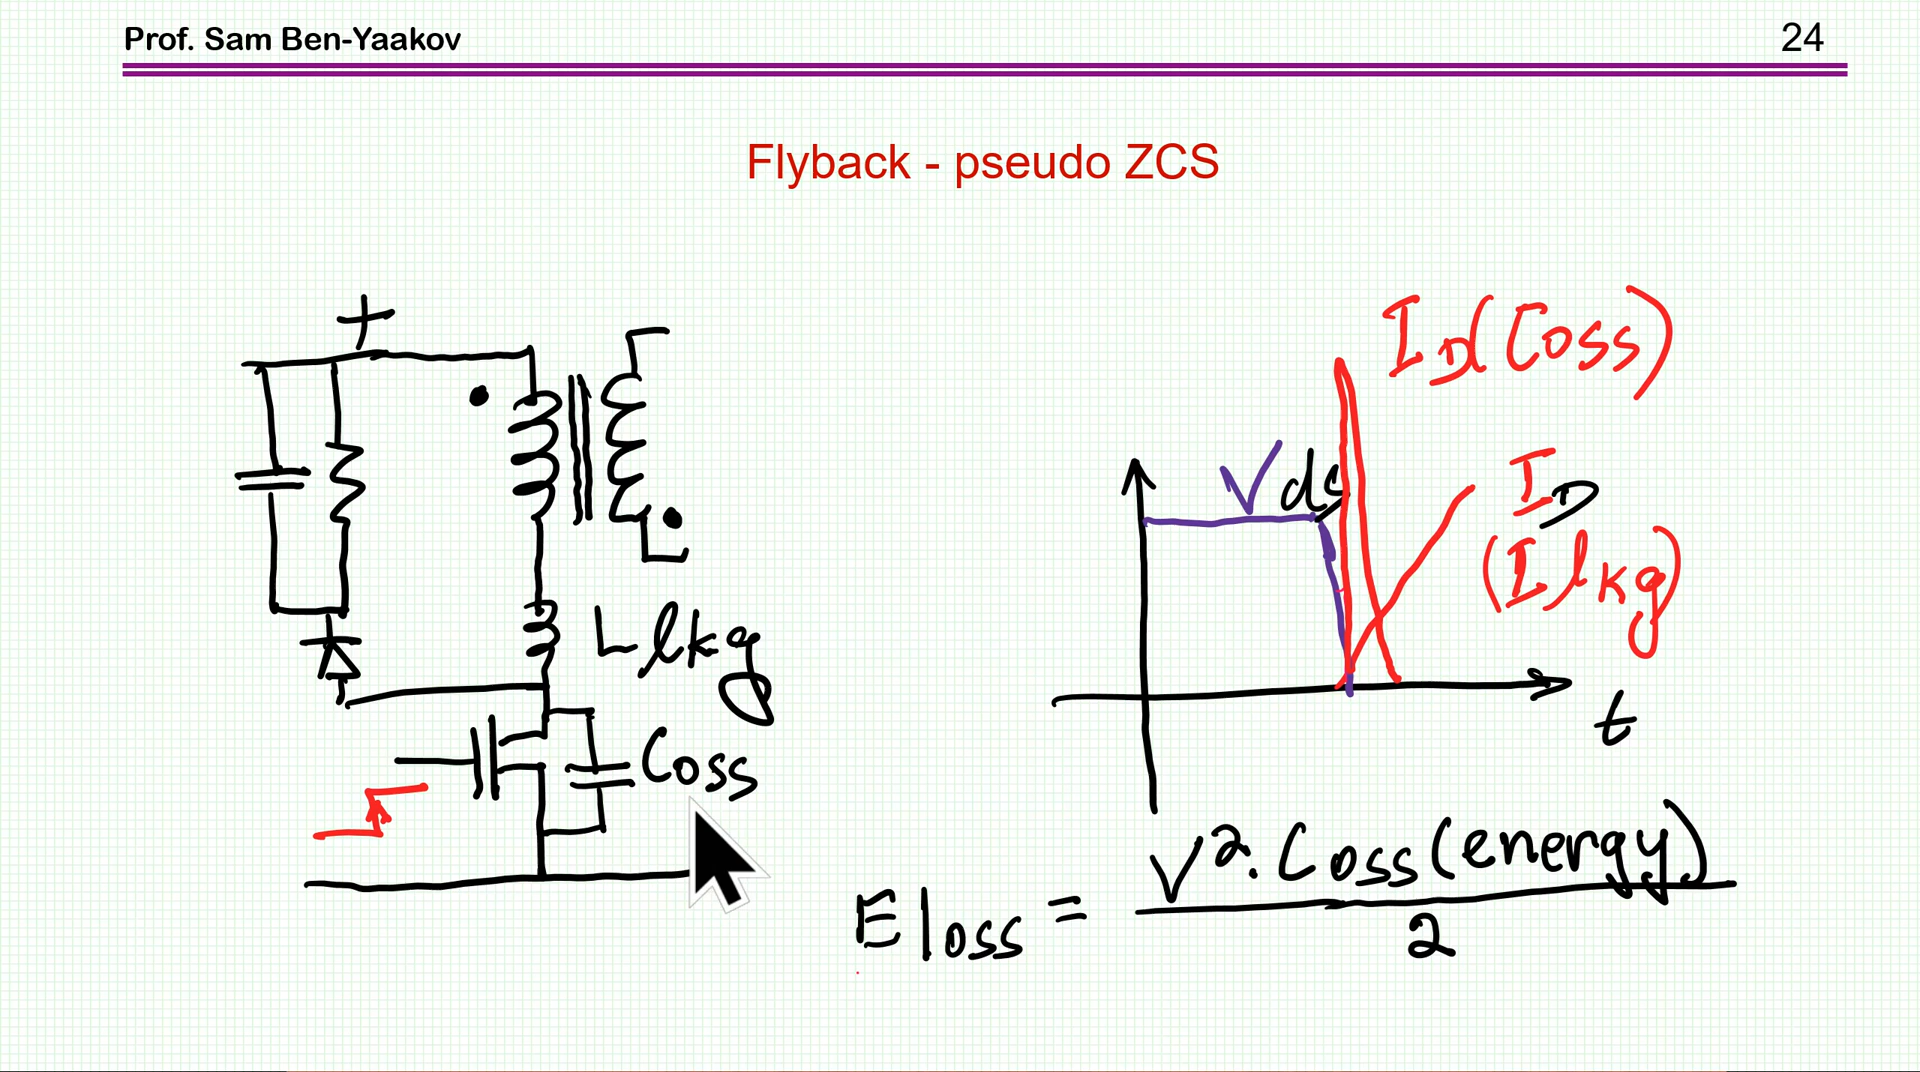 Prof. Sam Ben-Yaakov
24
Flyback - pseudo ZCS
+
Llkg
Coss
ID(Coss)
Vds
ID
(Ilkg)
t
Eloss = V². Coss(energy)
2